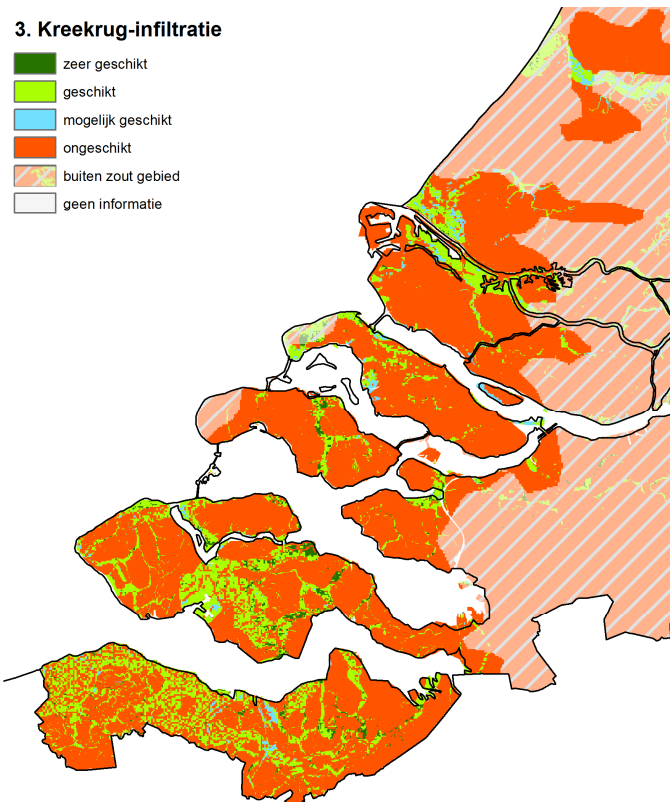 3. Kreekrug-infiltratie
zeer geschikt
geschikt
mogelijk geschikt
ongeschikt
buiten zout gebied
geen informatie